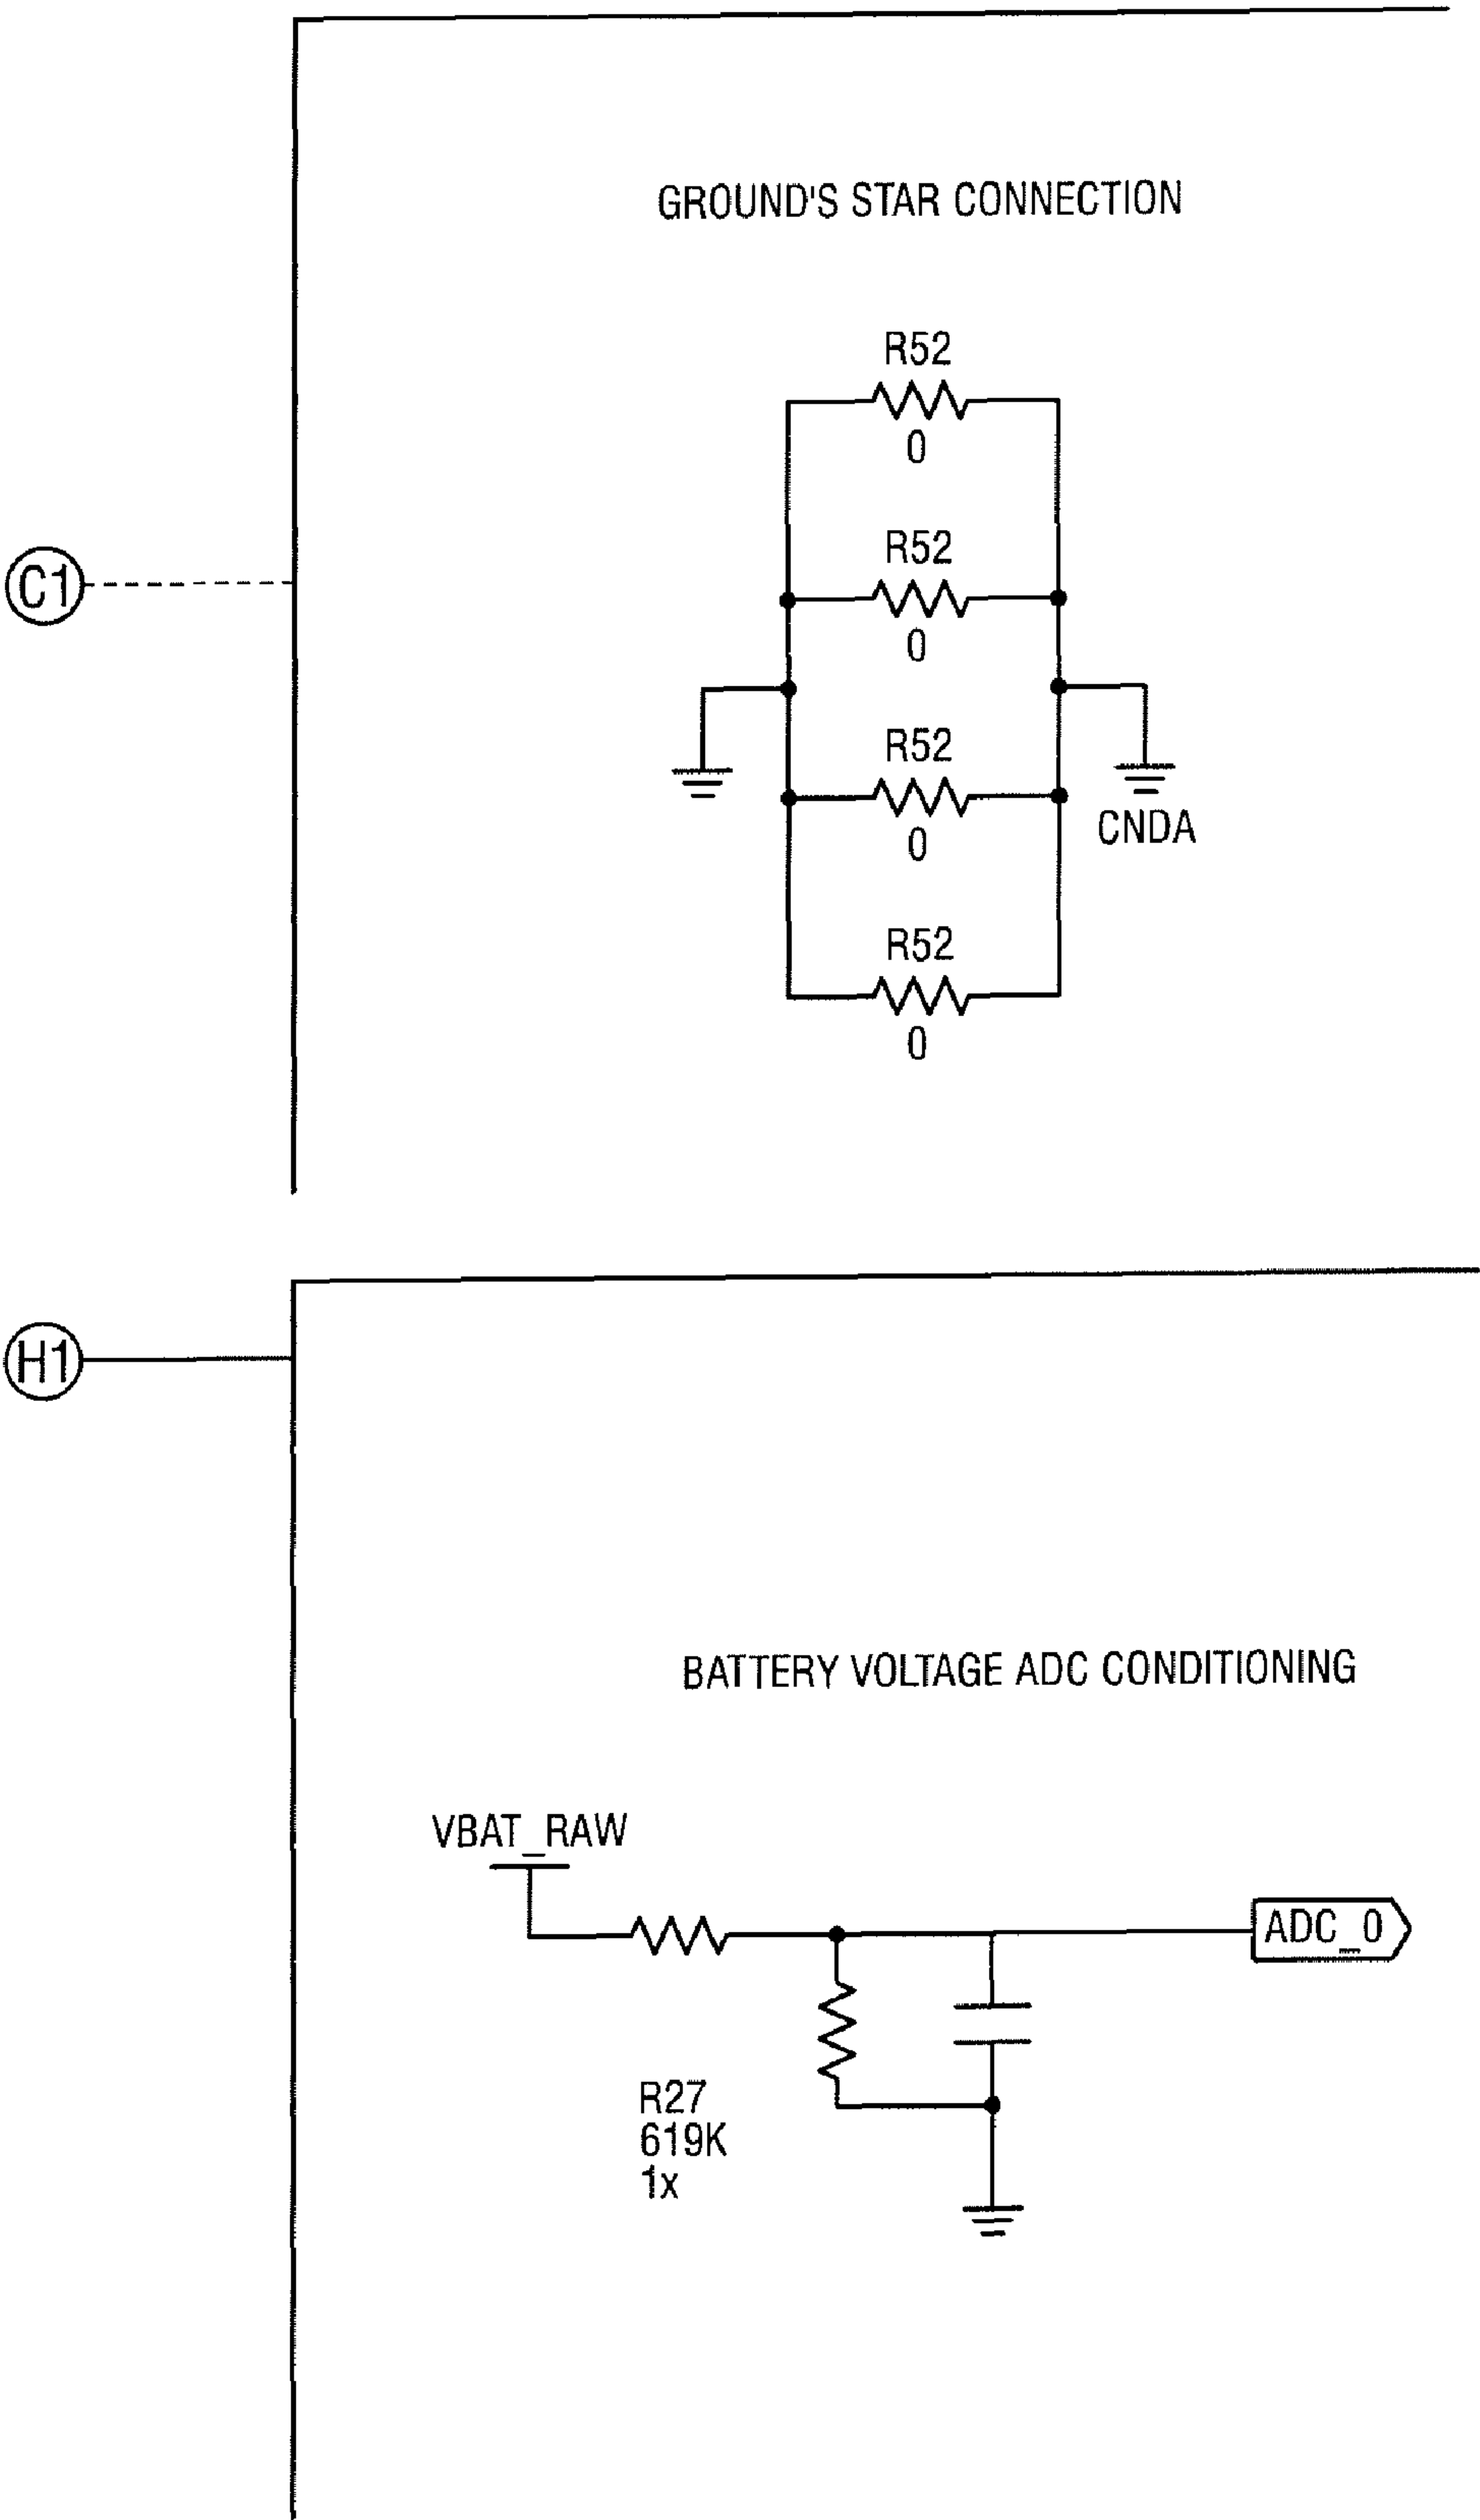 GROUND'S STAR CONNECTION
R52
0
R52
0
C1
R52
0
CNDA
R52
0
H1
BATTERY VOLTAGE ADC CONDITIONING
VBAT_RAW
ADC_0
R27
619K
1x